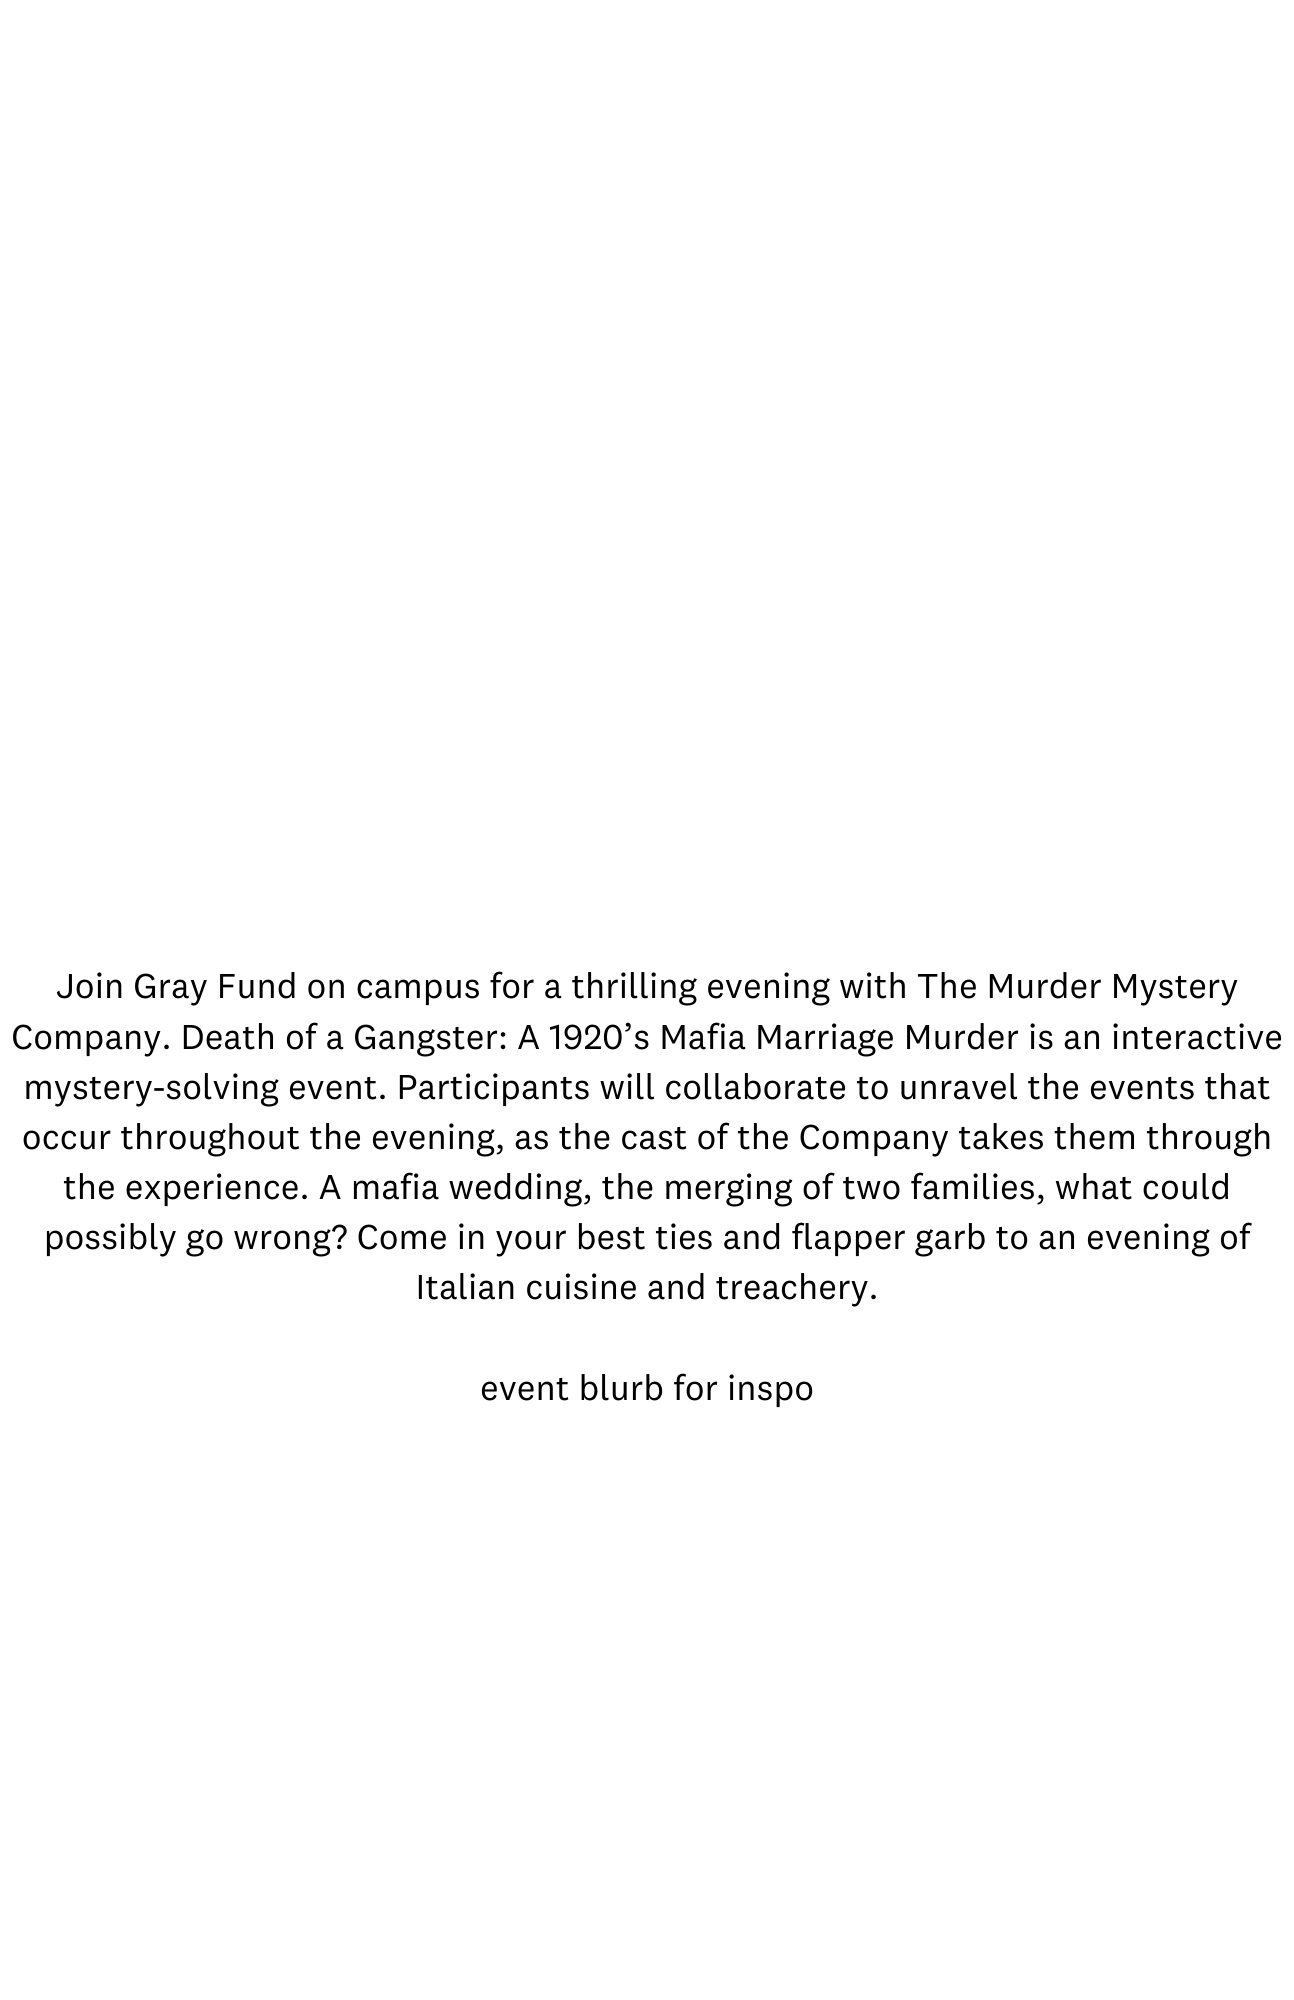 Join Gray Fund on campus for a thrilling evening with The Murder Mystery
Company. Death of a Gangster: A 1920’s Mafia Marriage Murder is an interactive
mystery-solving event. Participants will collaborate to unravel the events that
occur throughout the evening, as the cast of the Company takes them through
the experience. A mafia wedding, the merging of two families, what could
possibly go wrong? Come in your best ties and flapper garb to an evening of
Italian cuisine and treachery.
event blurb for inspo